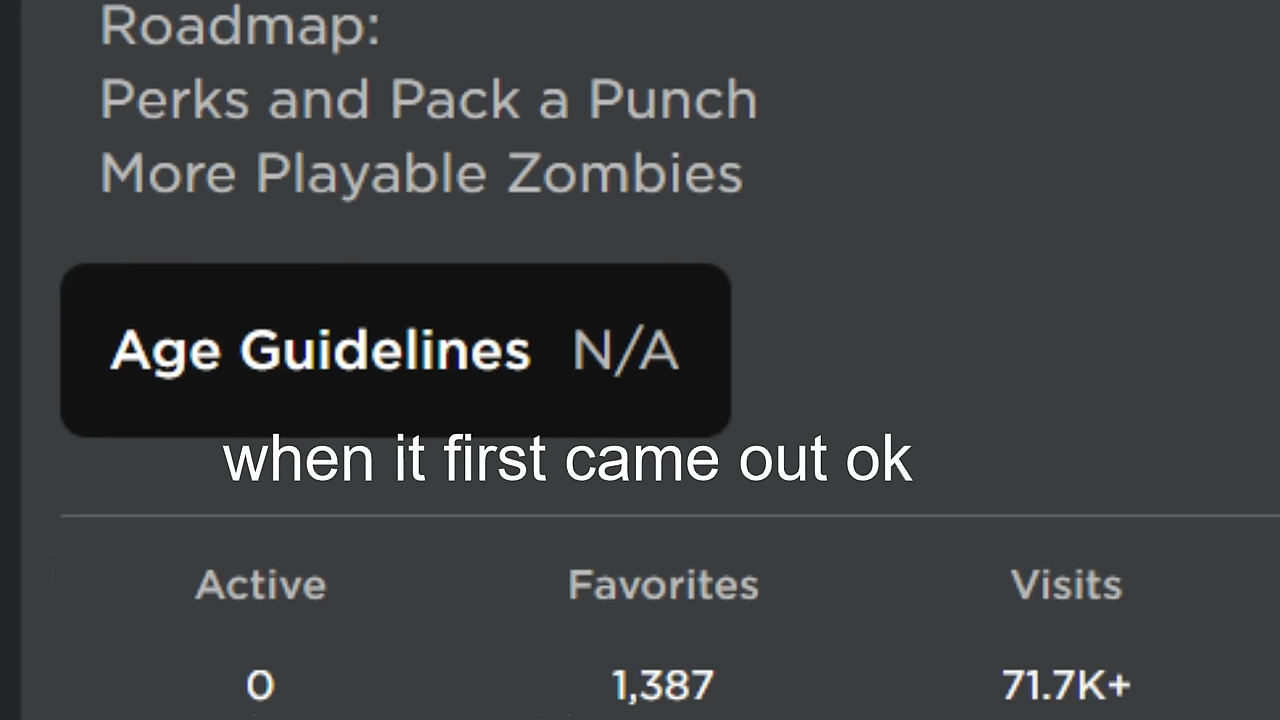 Roadmap:
Perks and Pack a Punch
More Playable Zombies
Age Guidelines N/A
when it first came out ok
Active Favorites Visits
0 1,387 71.7K+